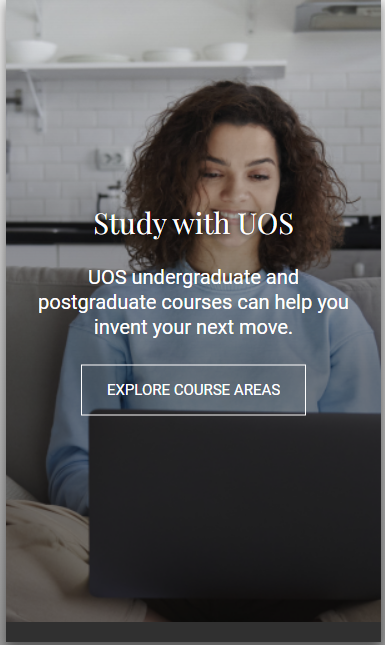 Study with UOS
UOS undergraduate and
postgraduate courses can help you
invent your next move.
EXPLORE COURSE AREAS